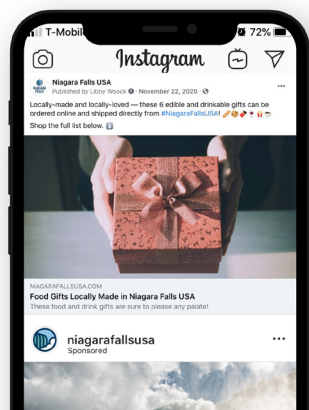 T-Mobil 72%
Instagram
Niagara Falls USA
Published by Libby Woock · November 22, 2020 ·
Locally-made and locally-loved — these 6 edible and drinkable gifts can be
ordered online and shipped directly from #NiagaraFallsUSA!
Shop the full list below. ⬇️
NIAGARAFALLSUSA.COM
Food Gifts Locally Made in Niagara Falls USA
These food and drink gifts are sure to please any palate!
niagarafallsusa
Sponsored